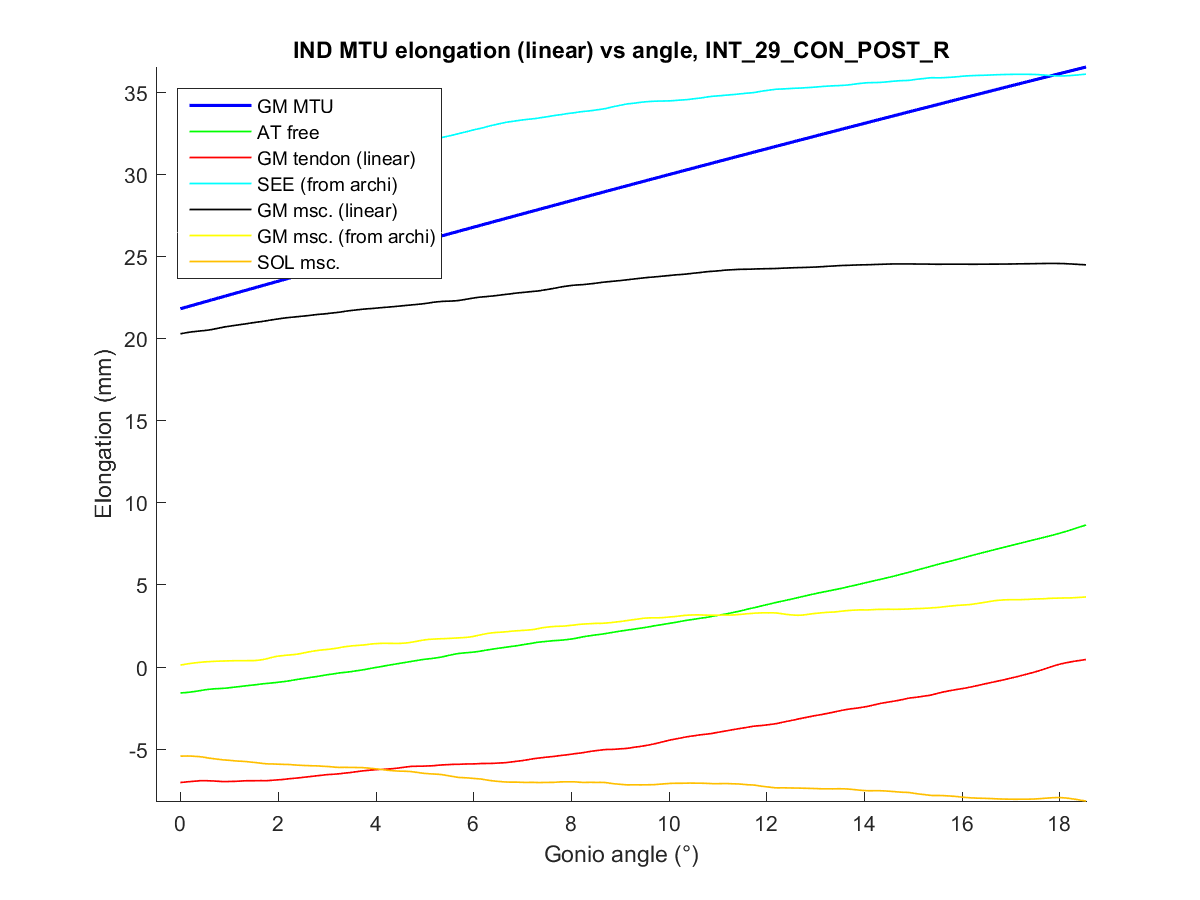 IND MTU elongation (linear) vs angle, INT_29_CON_POST_R
GM MTU
AT free
GM tendon (linear)
SEE (from archi)
GM msc. (linear)
GM msc. (from archi)
SOL msc.
35
30
25
20
15
10
5
0
-5
Elongation (mm)
0 2 4 6 8 10 12 14 16 18
Gonio angle (°)